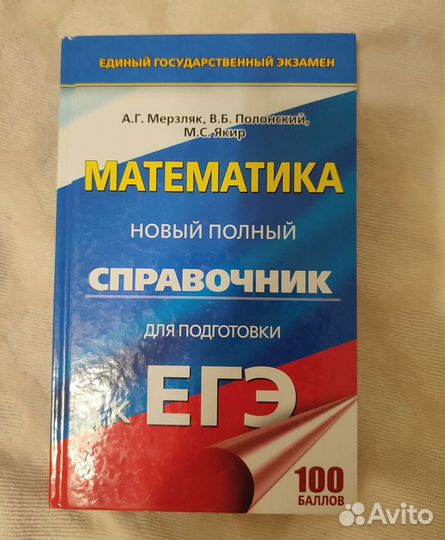 ЕДИНЫЙ ГОСУДАРСТВЕННЫЙ ЭКЗАМЕН
А.Г. Мерзляк, В.Б. Полонский,
М.С. Якир
МАТЕМАТИКА
НОВЫЙ ПОЛНЫЙ
СПРАВОЧНИК
ДЛЯ ПОДГОТОВКИ
к ЕГЭ
100
БАЛЛОВ
Avito